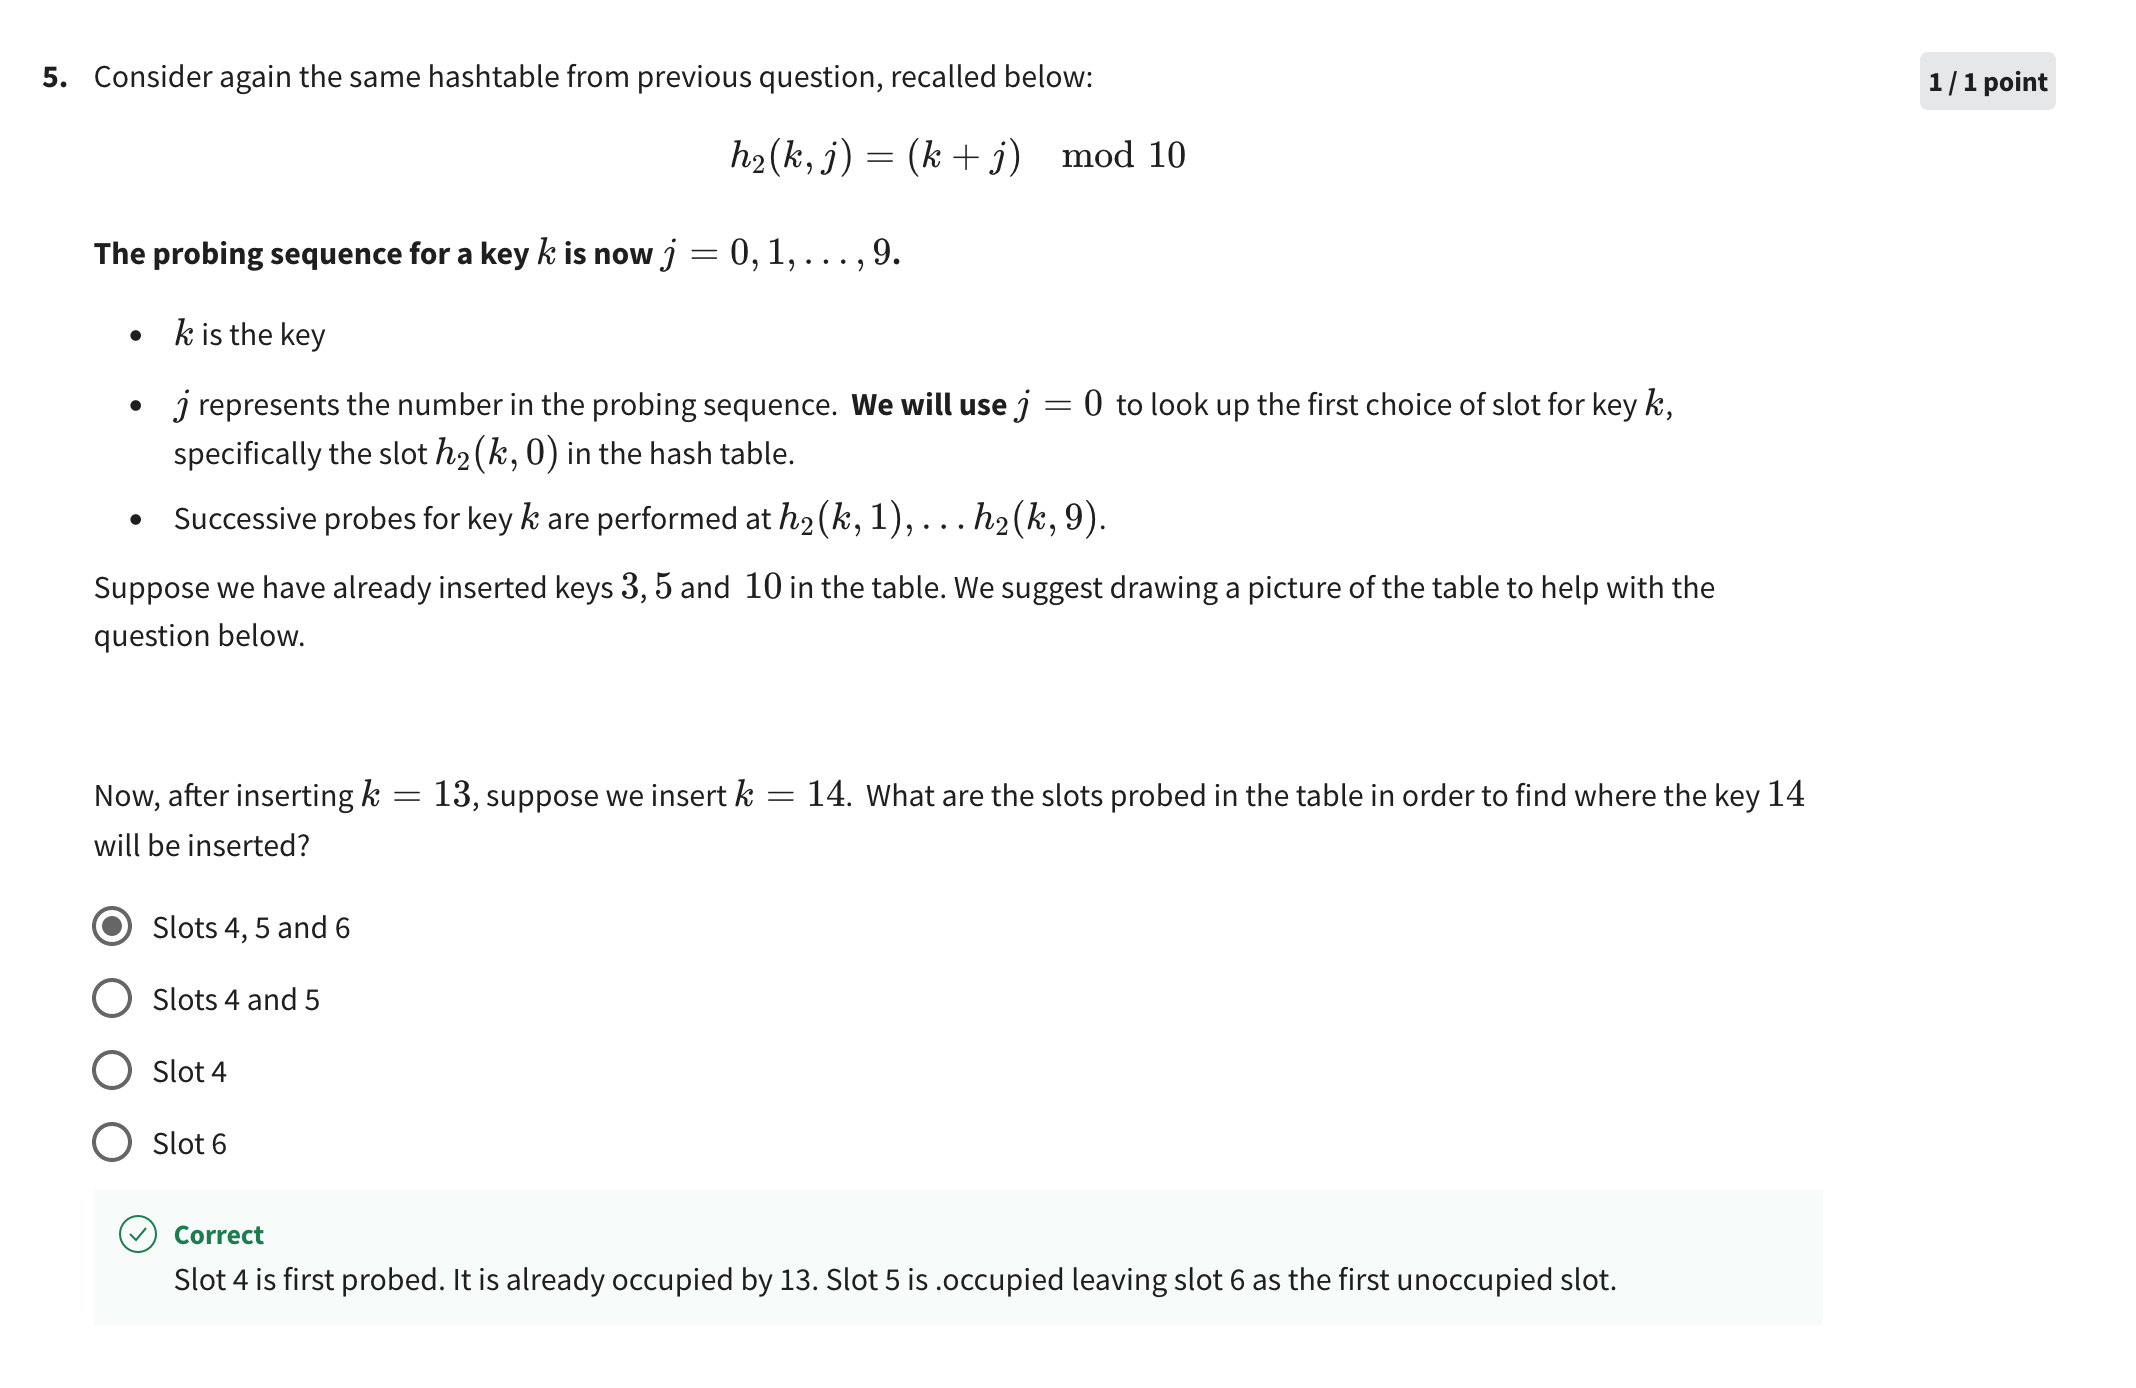 5. Consider again the same hashtable from previous question, recalled below:
1 / 1 point
h₂(k, j) = (k + j) mod 10
The probing sequence for a key k is now j = 0, 1, . . . , 9.
• k is the key
• j represents the number in the probing sequence. We will use j = 0 to look up the first choice of slot for key k,
specifically the slot h₂(k, 0) in the hash table.
• Successive probes for key k are performed at h₂(k, 1), . . . h₂(k, 9).
Suppose we have already inserted keys 3, 5 and 10 in the table. We suggest drawing a picture of the table to help with the
question below.
Now, after inserting k = 13, suppose we insert k = 14. What are the slots probed in the table in order to find where the key 14
will be inserted?
Slots 4, 5 and 6
Slots 4 and 5
Slot 4
Slot 6
Correct
Slot 4 is first probed. It is already occupied by 13. Slot 5 is .occupied leaving slot 6 as the first unoccupied slot.